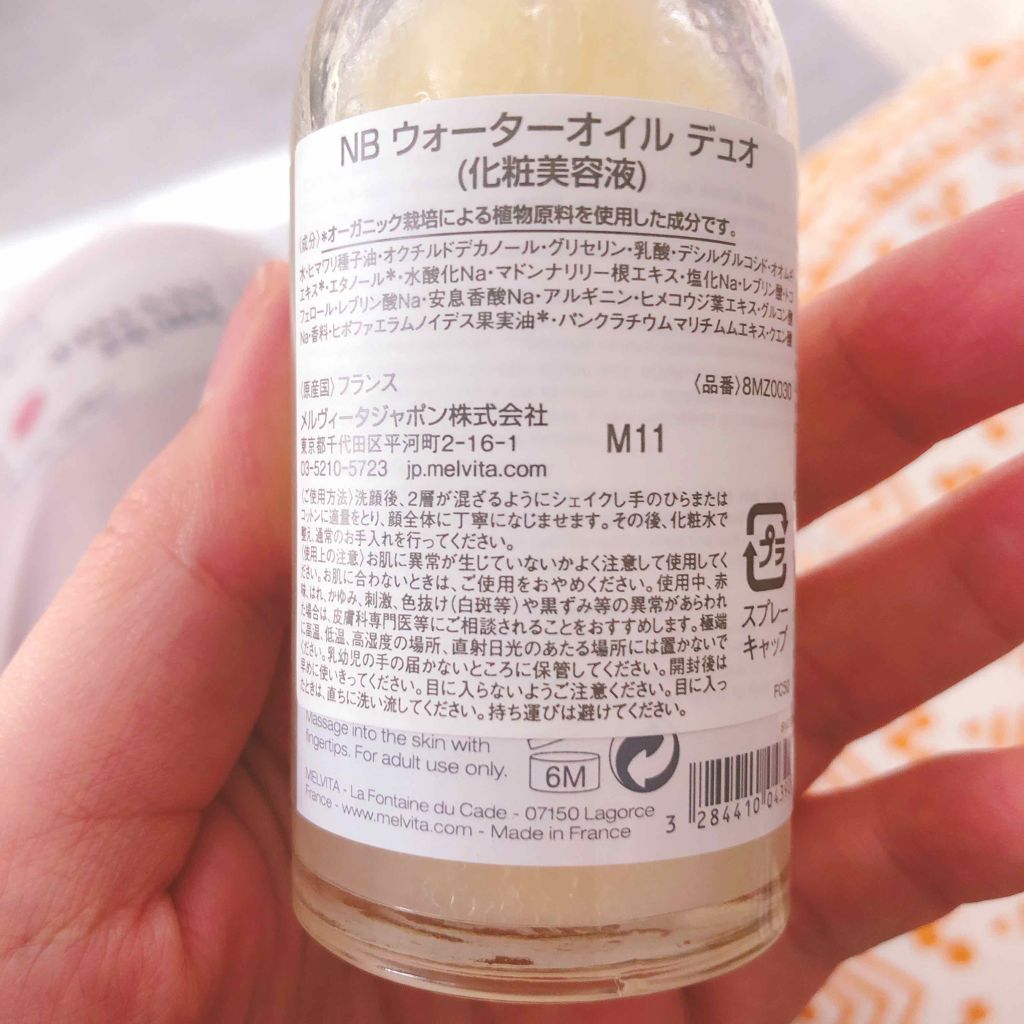 NB ウォーターオイル デュオ
(化粧美容液)
〈成分〉*オーガニック栽培による植物原料を使用した成分です。
水・ヒマワリ種子油・オクチルドデカノール・グリセリン・乳酸・デシルグルコシド・オオムギ
エキス*・エタノール*・水酸化Na・マドンナリリー根エキス・塩化Na・レブリン酸・トコ
フェロール・レブリン酸Na・安息香酸Na・アルギニン・ヒメコウジ葉エキス・グルコン酸
Na・香料・ヒポファエラムノイデス果実油*・パンクラチウムマリチムムエキス・クエン酸
〈原産国〉フランス 〈品番〉8MZ0030
メルヴィータジャポン株式会社
東京都千代田区平河町2-16-1 M11
03-5210-5723 jp.melvita.com
〈ご使用方法〉洗顔後、2層が混ざるようにシェイクし手のひらまたは
コットンに適量をとり、顔全体に丁寧になじませます。その後、化粧水で
整え、通常のお手入れを行ってください。
〈使用上の注意〉お肌に異常が生じていないかよく注意して使用してく
ださい。お肌に合わないときは、ご使用をおやめください。使用中、赤
味、はれ、かゆみ、刺激、色抜け(白斑等)や黒ずみ等の異常があらわれ
た場合は、皮膚科専門医等にご相談されることをおすすめします。極端
に高温、低温、高湿度の場所、直射日光のあたる場所には置かないで
ください。乳幼児の手の届かないところに保管してください。開封後は
早めに使いきってください。目に入らないようご注意ください。目に入っ
たときは、直ちに洗い流してください。持ち運びは避けてください。
プラ
スプレー
キャップ
Massage into the skin with
fingertips. For adult use only.
6M
MELVITA - La Fontaine du Cade - 07150 Lagorce
France - www.melvita.com - Made in France
3 284410 04